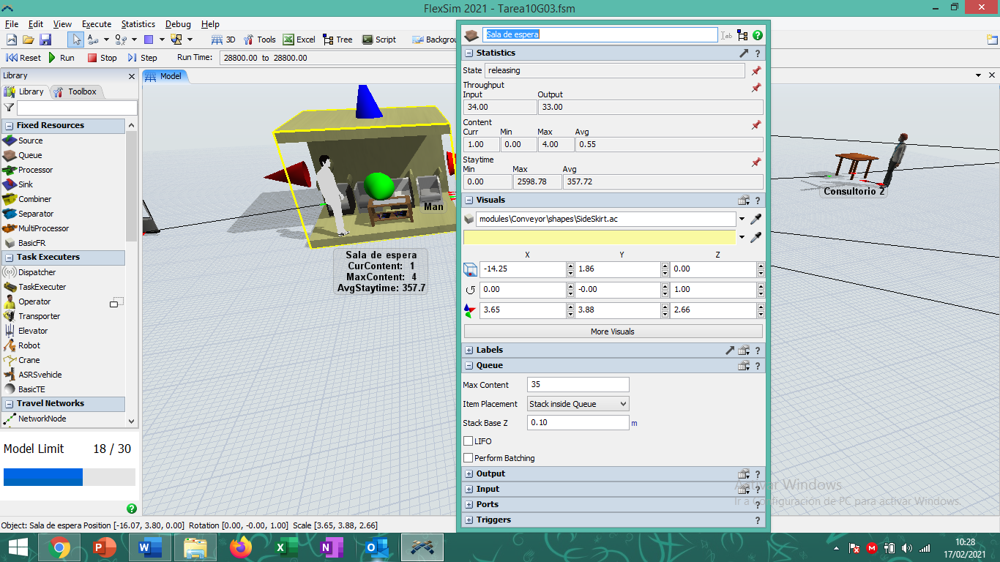 FlexSim 2021 - Tarea10G03.fsm
File Edit View Execute Statistics Debug Help
3D Tools Excel Tree Script Backgrou
Reset Run Stop Step Run Time: 28800.00 to 28800.00
Library
Library Toolbox
Fixed Resources
Source
Queue
Processor
Sink
Combiner
Separator
MultiProcessor
BasicFR
Task Executers
Dispatcher
TaskExecuter
Operator
Transporter
Elevator
Robot
Crane
ASRSvehicle
BasicTE
Travel Networks
NetworkNode
Model Limit 18 / 30
Model
Man
Sala de espera
CurContent: 1
MaxContent: 4
AvgStaytime: 357.7
Sala de espera
Statistics
State releasing
Throughput
Input Output
34.00 33.00
Content
Curr Min Max Avg
1.00 0.00 4.00 0.55
Staytime
Min Max Avg
0.00 2598.78 357.72
Visuals
modules\Conveyor\shapes\SideSkirt.ac
X Y Z
-14.25 1.86 0.00
0.00 -0.00 1.00
3.65 3.88 2.66
More Visuals
Labels
Queue
Max Content 35
Item Placement Stack inside Queue
Stack Base Z 0.10 m
LIFO
Perform Batching
Output
Input
Ports
Triggers
Consultorio 2
Activar Windows
Ir a Configuración de PC para activar Windows.
Object: Sala de espera Position [-16.07, 3.80, 0.00] Rotation [0.00, -0.00, 1.00] Scale [3.65, 3.88, 2.66]
10:28
17/02/2021